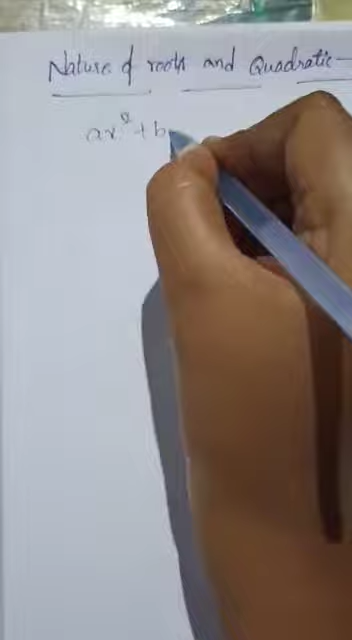 Nature of roots and Quadratic-
ax² + b